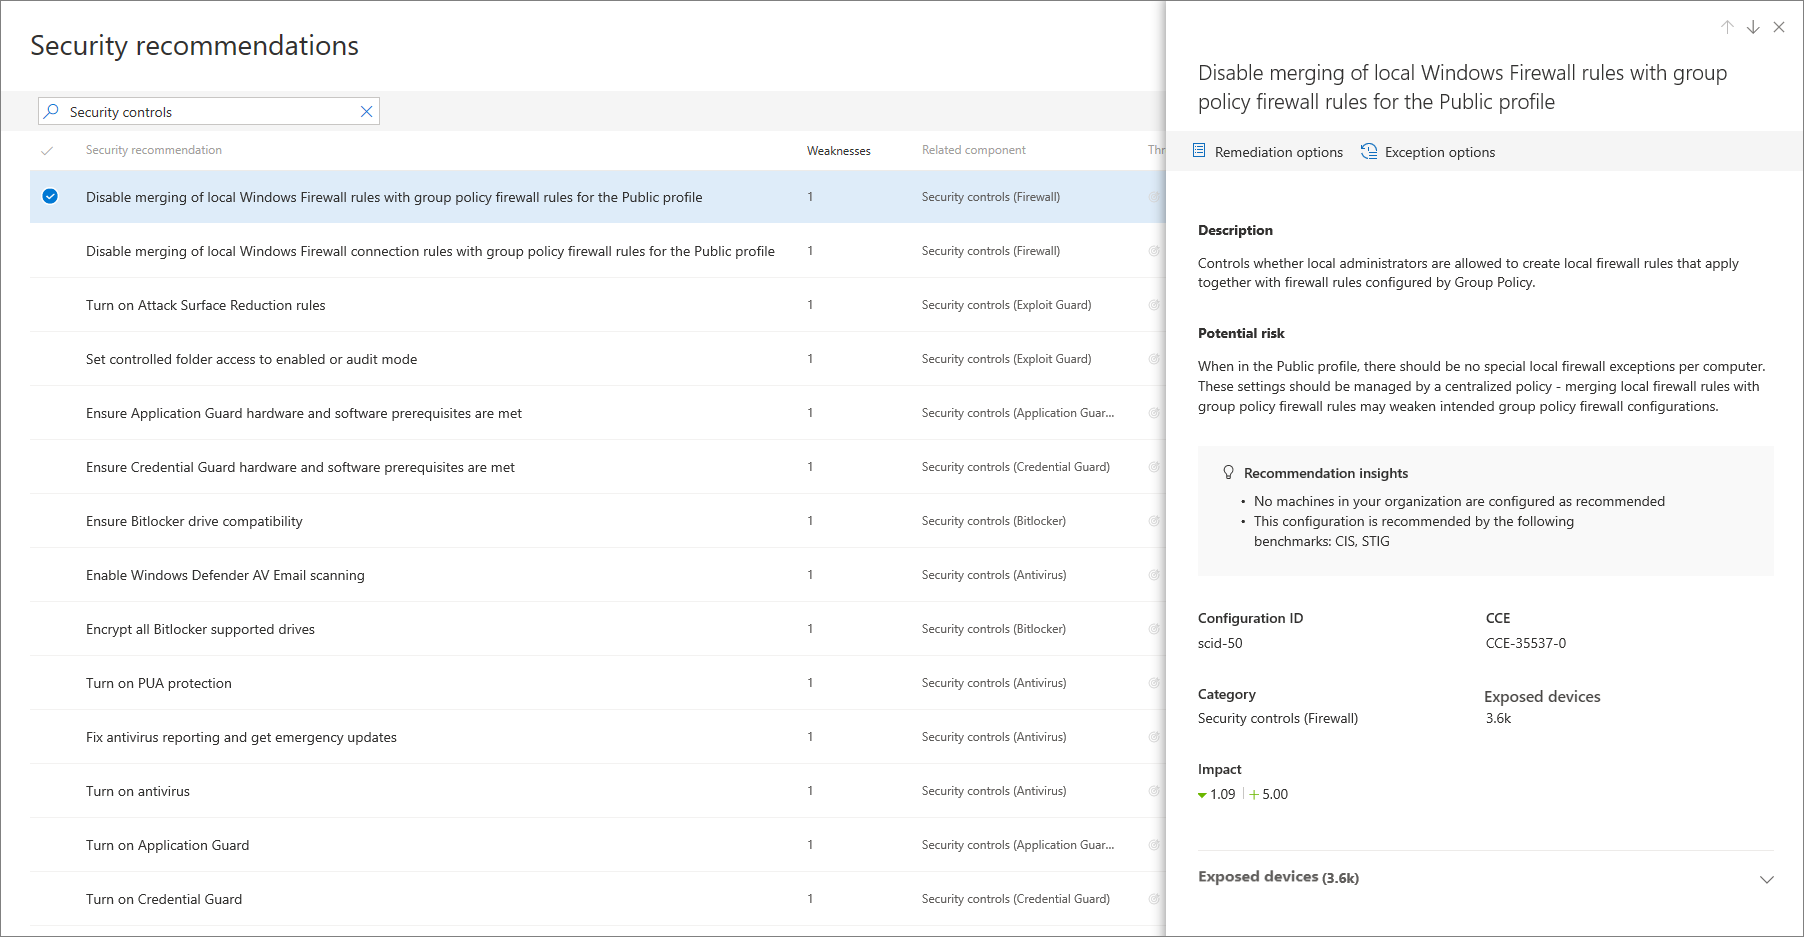 Security recommendations
Security controls
Security recommendation Weaknesses Related component Thr
Disable merging of local Windows Firewall rules with group policy firewall rules for the Public profile 1 Security controls (Firewall)
Disable merging of local Windows Firewall connection rules with group policy firewall rules for the Public profile 1 Security controls (Firewall)
Turn on Attack Surface Reduction rules 1 Security controls (Exploit Guard)
Set controlled folder access to enabled or audit mode 1 Security controls (Exploit Guard)
Ensure Application Guard hardware and software prerequisites are met 1 Security controls (Application Guar...
Ensure Credential Guard hardware and software prerequisites are met 1 Security controls (Credential Guard)
Ensure Bitlocker drive compatibility 1 Security controls (Bitlocker)
Enable Windows Defender AV Email scanning 1 Security controls (Antivirus)
Encrypt all Bitlocker supported drives 1 Security controls (Bitlocker)
Turn on PUA protection 1 Security controls (Antivirus)
Fix antivirus reporting and get emergency updates 1 Security controls (Antivirus)
Turn on antivirus 1 Security controls (Antivirus)
Turn on Application Guard 1 Security controls (Application Guar...
Turn on Credential Guard 1 Security controls (Credential Guard)
Disable merging of local Windows Firewall rules with group
policy firewall rules for the Public profile
Remediation options Exception options
Description
Controls whether local administrators are allowed to create local firewall rules that apply
together with firewall rules configured by Group Policy.
Potential risk
When in the Public profile, there should be no special local firewall exceptions per computer.
These settings should be managed by a centralized policy - merging local firewall rules with
group policy firewall rules may weaken intended group policy firewall configurations.
Recommendation insights
• No machines in your organization are configured as recommended
• This configuration is recommended by the following
benchmarks: CIS, STIG
Configuration ID CCE
scid-50 CCE-35537-0
Category Exposed devices
Security controls (Firewall) 3.6k
Impact
1.09 | +5.00
Exposed devices (3.6k)